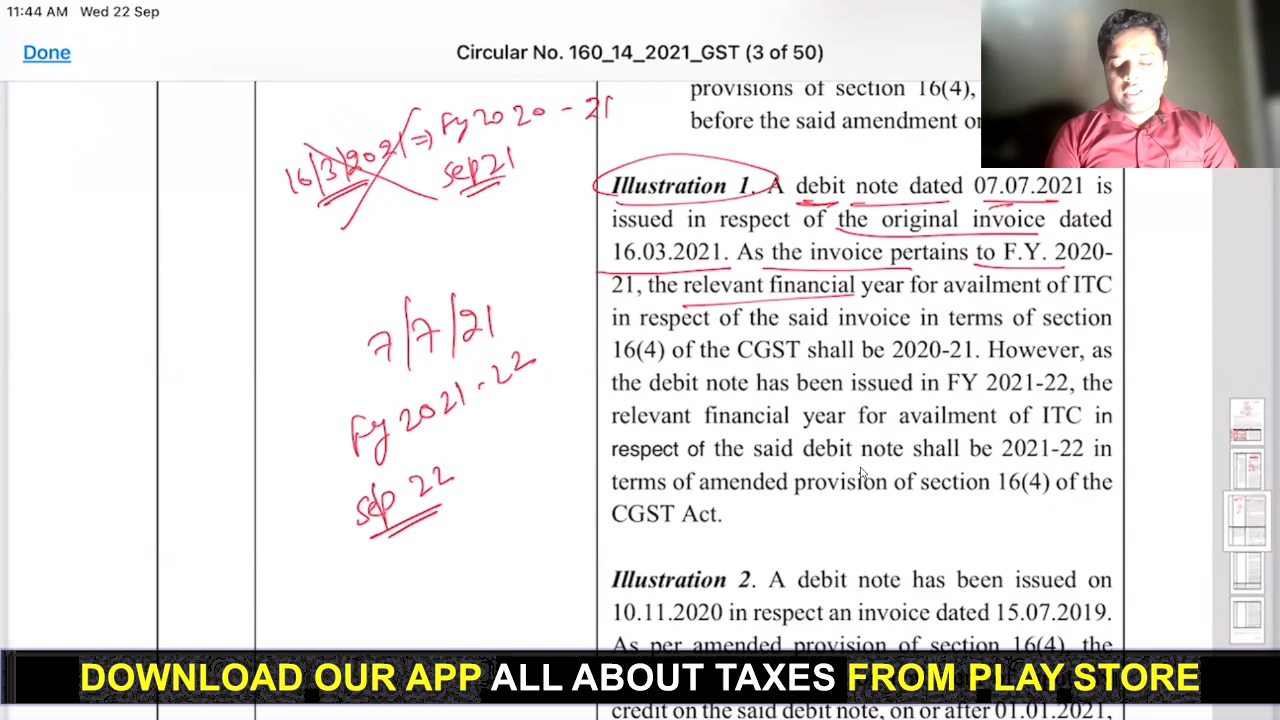 11:44 AM Wed 22 Sep
Done
Circular No. 160_14_2021_GST (3 of 50)
provisions of section 16(4),
before the said amendment or
16/3/2021 ⇒ Fy 2020 - 21
Sep 21
Illustration 1. A debit note dated 07.07.2021 is
issued in respect of the original invoice dated
16.03.2021. As the invoice pertains to F.Y. 2020-
21, the relevant financial year for availment of ITC
in respect of the said invoice in terms of section
16(4) of the CGST shall be 2020-21. However, as
the debit note has been issued in FY 2021-22, the
relevant financial year for availment of ITC in
respect of the said debit note shall be 2021-22 in
terms of amended provision of section 16(4) of the
CGST Act.
7/7/21
Fy 2021-22
Sep 22
Illustration 2. A debit note has been issued on
10.11.2020 in respect an invoice dated 15.07.2019.
As per amended provision of section 16(4), the
DOWNLOAD OUR APP ALL ABOUT TAXES FROM PLAY STORE
credit on the said debit note, on or after 01.01.2021,